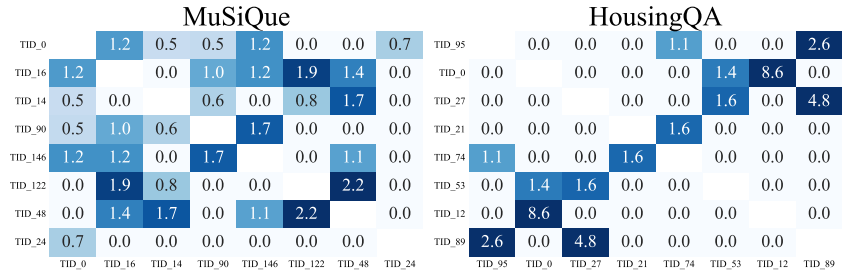 MuSiQue HousingQA
TID_0 1.2 0.5 0.5 1.2 0.0 0.0 0.7
TID_16 1.2 0.0 1.0 1.2 1.9 1.4 0.0
TID_14 0.5 0.0 0.6 0.0 0.8 1.7 0.0
TID_90 0.5 1.0 0.6 1.7 0.0 0.0 0.0
TID_146 1.2 1.2 0.0 1.7 0.0 1.1 0.0
TID_122 0.0 1.9 0.8 0.0 0.0 2.2 0.0
TID_48 0.0 1.4 1.7 0.0 1.1 2.2 0.0
TID_24 0.7 0.0 0.0 0.0 0.0 0.0 0.0
TID_0 TID_16 TID_14 TID_90 TID_146 TID_122 TID_48 TID_24
TID_95 0.0 0.0 0.0 1.1 0.0 0.0 2.6
TID_0 0.0 0.0 0.0 0.0 1.4 8.6 0.0
TID_27 0.0 0.0 0.0 0.0 1.6 0.0 4.8
TID_21 0.0 0.0 0.0 1.6 0.0 0.0 0.0
TID_74 1.1 0.0 0.0 1.6 0.0 0.0 0.0
TID_53 0.0 1.4 1.6 0.0 0.0 0.0 0.0
TID_12 0.0 8.6 0.0 0.0 0.0 0.0 0.0
TID_89 2.6 0.0 4.8 0.0 0.0 0.0 0.0
TID_95 TID_0 TID_27 TID_21 TID_74 TID_53 TID_12 TID_89